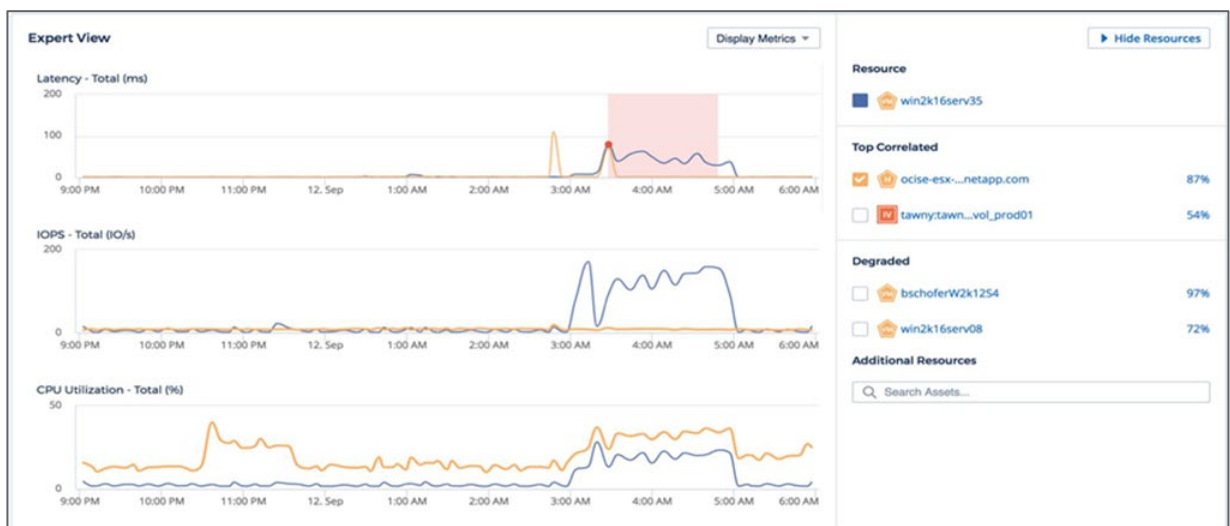 Expert View
Display Metrics
Latency - Total (ms)
200
100
0
9:00 PM 10:00 PM 11:00 PM 12. Sep 1:00 AM 2:00 AM 3:00 AM 4:00 AM 5:00 AM 6:00 AM
IOPS - Total (IO/s)
200
0
9:00 PM 10:00 PM 11:00 PM 12. Sep 1:00 AM 2:00 AM 3:00 AM 4:00 AM 5:00 AM 6:00 AM
CPU Utilization - Total (%)
50
0
9:00 PM 10:00 PM 11:00 PM 12. Sep 1:00 AM 2:00 AM 3:00 AM 4:00 AM 5:00 AM 6:00 AM
Hide Resources
Resource
VM win2k16serv35
Top Correlated
H ocise-esx-...netapp.com 87%
IV tawny:tawn...vol_prod01 54%
Degraded
VM bschoferW2k12S4 97%
VM win2k16serv08 72%
Additional Resources
Search Assets...